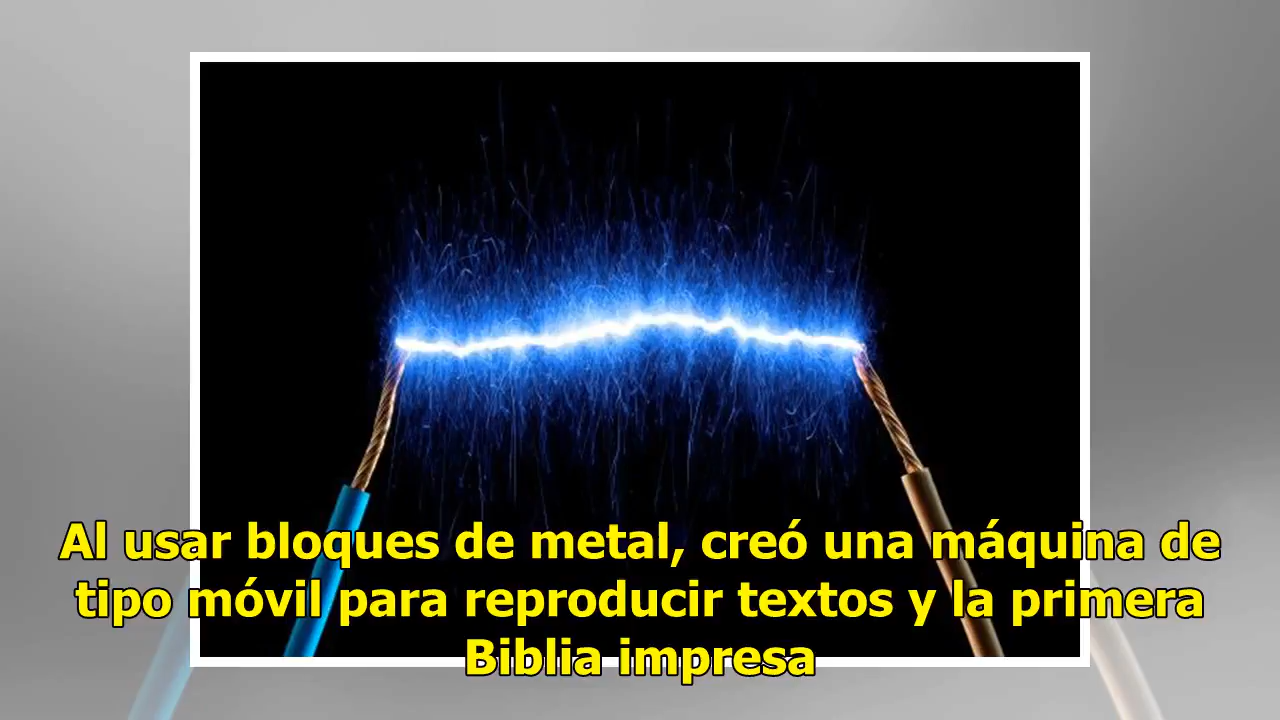 Al usar bloques de metal, creó una máquina de
tipo móvil para reproducir textos y la primera
Biblia impresa